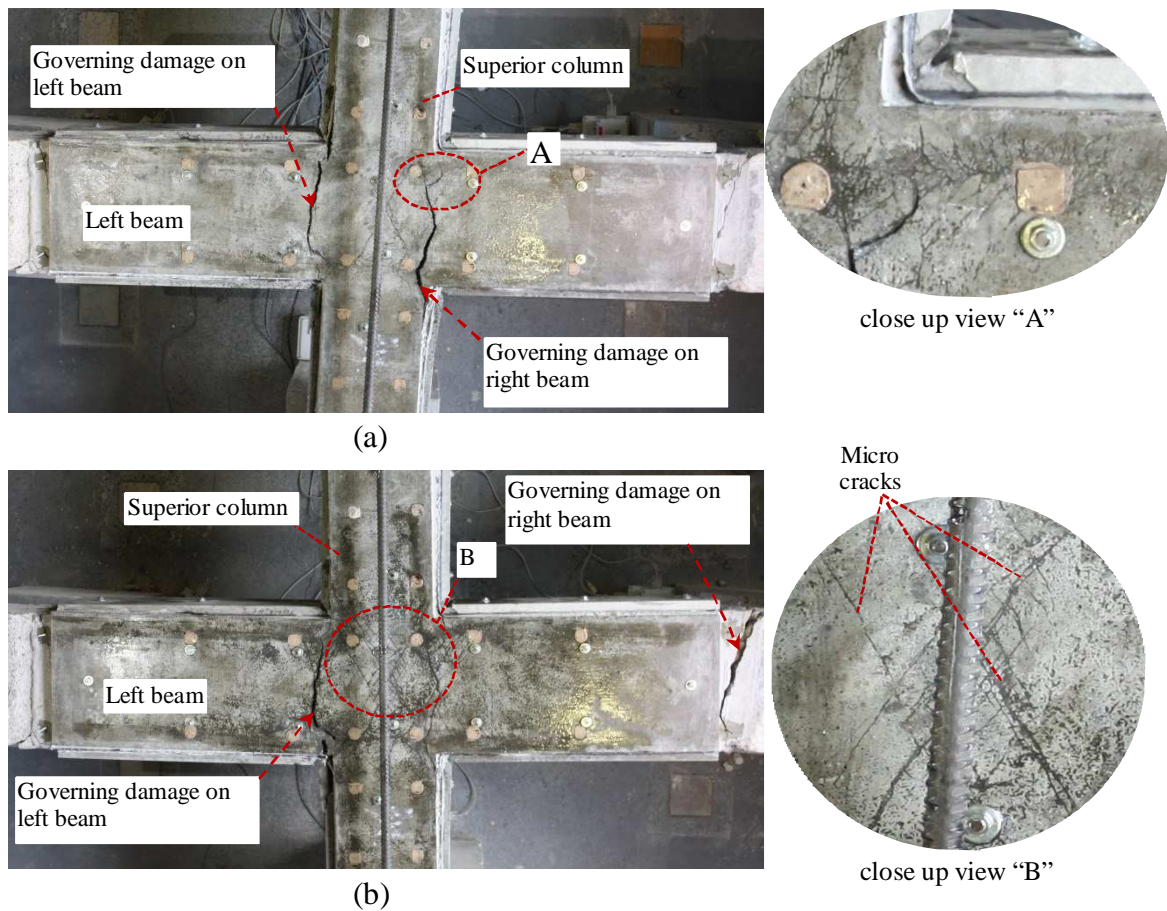 Governing damage on
left beam
Superior column
A
Left beam
Governing damage on
right beam
close up view “A”
(a)
Superior column
Governing damage on
right beam
B
Left beam
Governing damage on
left beam
Micro
cracks
close up view “B”
(b)